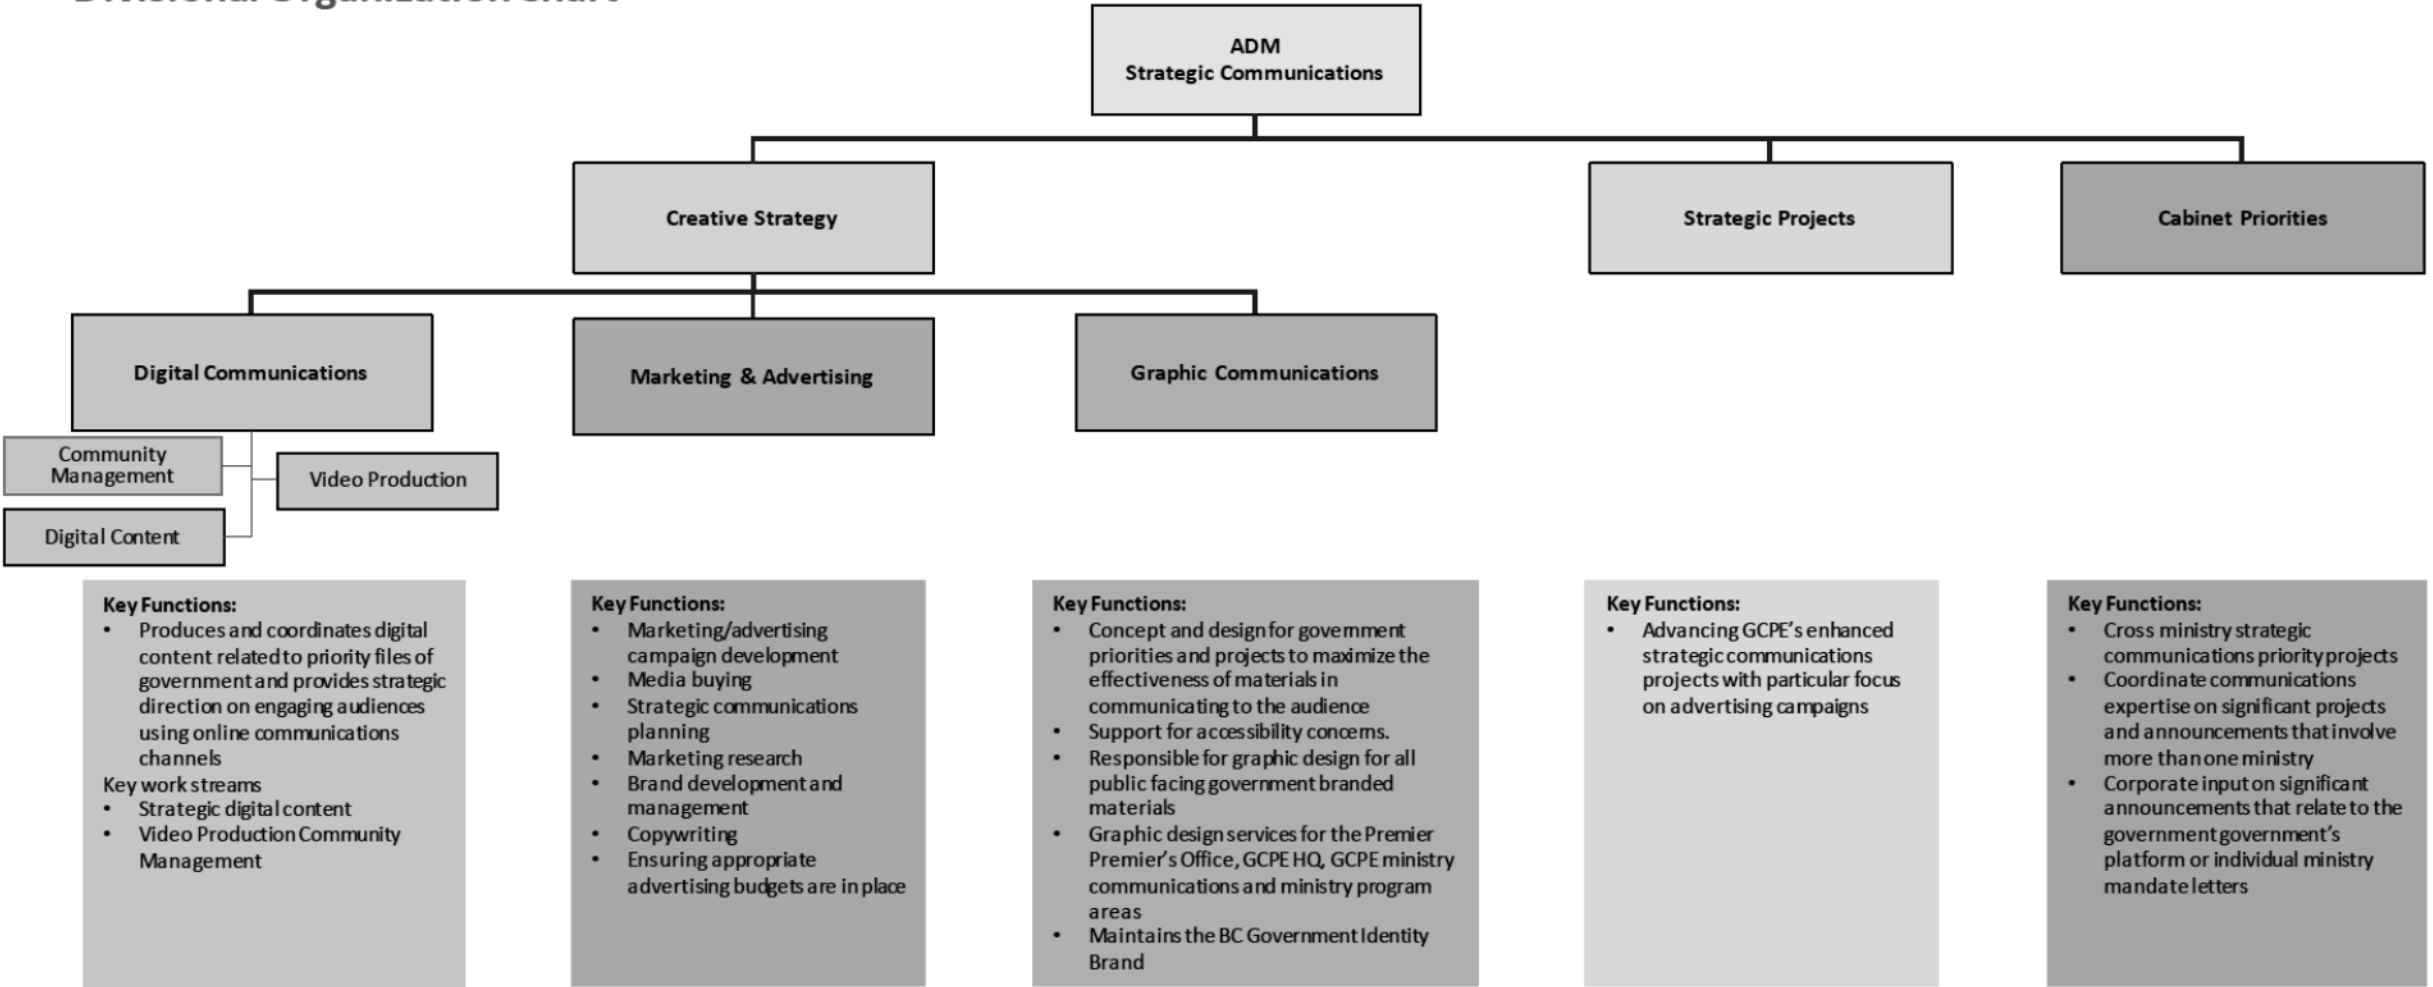 Divisional Organization Chart
ADM
Strategic Communications
Creative Strategy
Strategic Projects
Cabinet Priorities
Digital Communications
Marketing & Advertising
Graphic Communications
Community
Management
Video Production
Digital Content
Key Functions:
• Produces and coordinates digital
content related to priority files of
government and provides strategic
direction on engaging audiences
using online communications
channels
Key work streams
• Strategic digital content
• Video Production Community
Management
Key Functions:
• Marketing/advertising
campaign development
• Media buying
• Strategic communications
planning
• Marketing research
• Brand development and
management
• Copywriting
• Ensuring appropriate
advertising budgets are in place
Key Functions:
• Concept and design for government
priorities and projects to maximize the
effectiveness of materials in
communicating to the audience
• Support for accessibility concerns.
• Responsible for graphic design for all
public facing government branded
materials
• Graphic design services for the Premier
Premier's Office, GCPE HQ, GCPE ministry
communications and ministry program
areas
• Maintains the BC Government Identity
Brand
Key Functions:
• Advancing GCPE's enhanced
strategic communications
projects with particular focus
on advertising campaigns
Key Functions:
• Cross ministry strategic
communications priority projects
• Coordinate communications
expertise on significant projects
and announcements that involve
more than one ministry
• Corporate input on significant
announcements that relate to the
government government's
platform or individual ministry
mandate letters